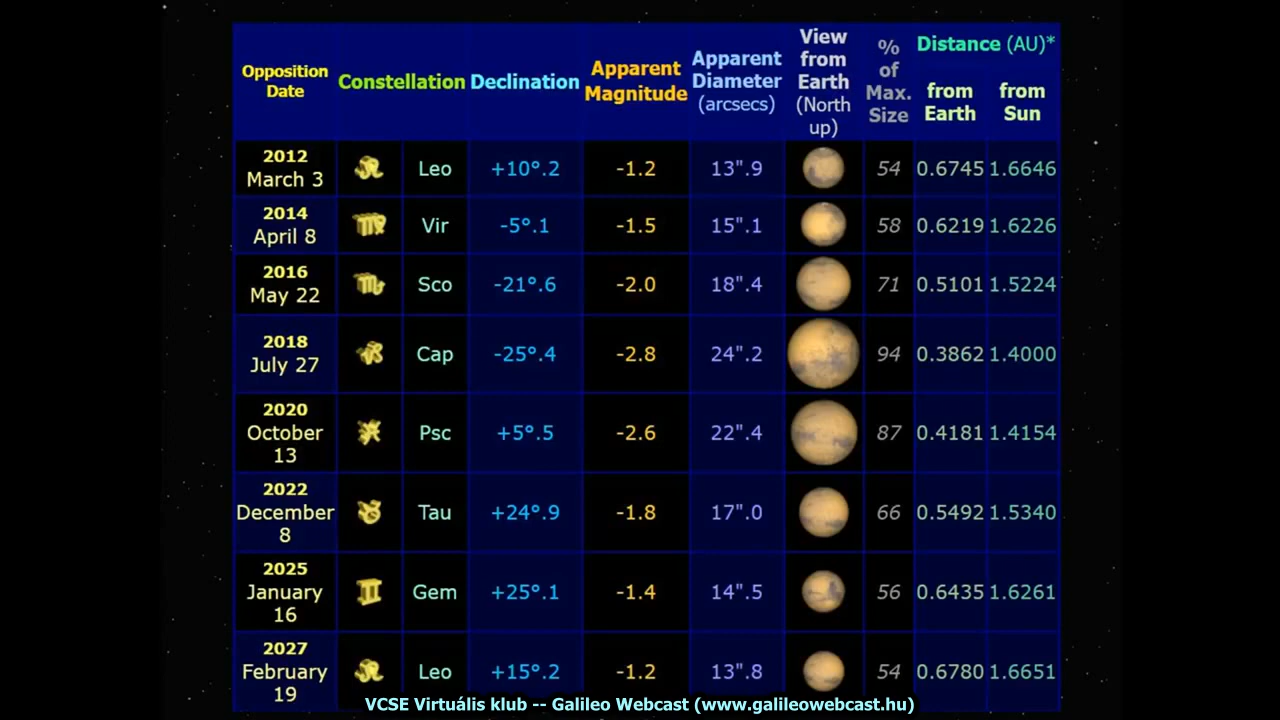 Opposition Date Constellation Declination Apparent Magnitude Apparent Diameter (arcsecs) View from Earth (North up) % of Max. Size Distance (AU)* from Earth from Sun
2012 March 3 Leo +10°.2 -1.2 13".9 54 0.6745 1.6646
2014 April 8 Vir -5°.1 -1.5 15".1 58 0.6219 1.6226
2016 May 22 Sco -21°.6 -2.0 18".4 71 0.5101 1.5224
2018 July 27 Cap -25°.4 -2.8 24".2 94 0.3862 1.4000
2020 October 13 Psc +5°.5 -2.6 22".4 87 0.4181 1.4154
2022 December 8 Tau +24°.9 -1.8 17".0 66 0.5492 1.5340
2025 January 16 Gem +25°.1 -1.4 14".5 56 0.6435 1.6261
2027 February 19 Leo +15°.2 -1.2 13".8 54 0.6780 1.6651
VCSE Virtuális klub -- Galileo Webcast (www.galileowebcast.hu)